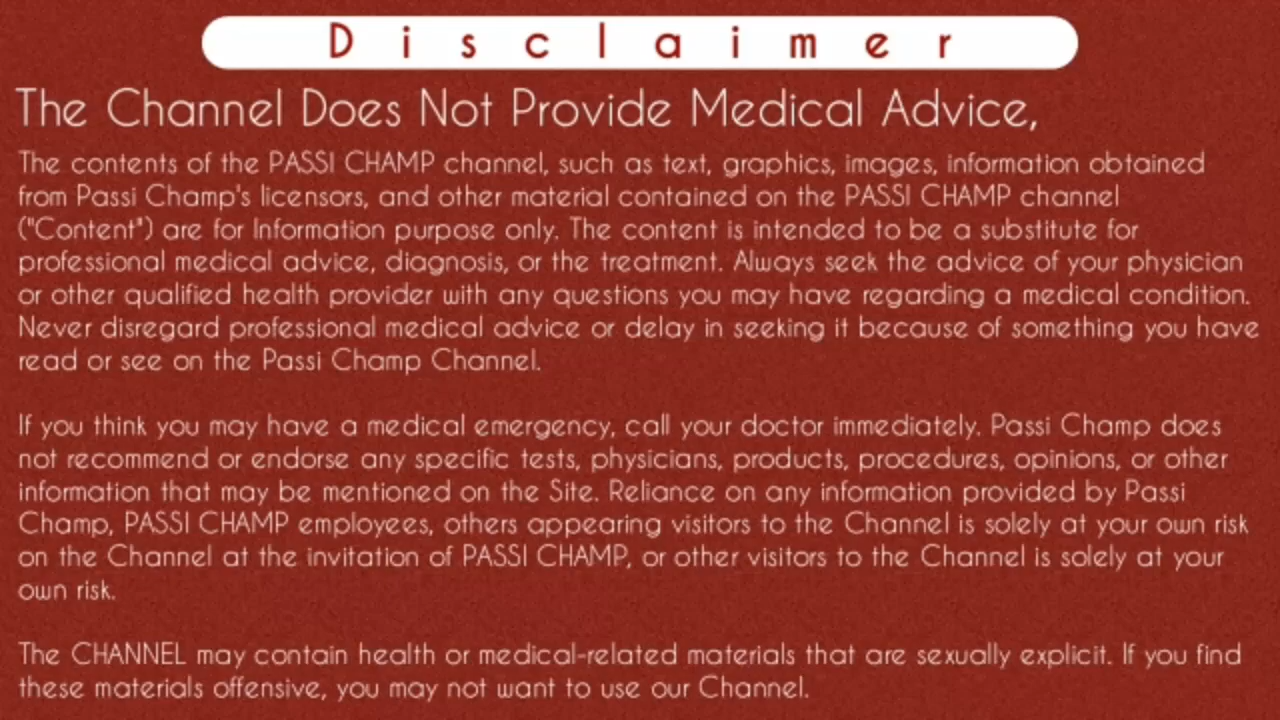 Disclaimer
The Channel Does Not Provide Medical Advice,
The contents of the PASSI CHAMP channel, such as text, graphics, images, information obtained
from Passi Champ's licensors, and other material contained on the PASSI CHAMP channel
("Content") are for Information purpose only. The content is intended to be a substitute for
professional medical advice, diagnosis, or the treatment. Always seek the advice of your physician
or other qualified health provider with any questions you may have regarding a medical condition.
Never disregard professional medical advice or delay in seeking it because of something you have
read or see on the Passi Champ Channel.
If you think you may have a medical emergency, call your doctor immediately. Passi Champ does
not recommend or endorse any specific tests, physicians, products, procedures, opinions, or other
information that may be mentioned on the Site. Reliance on any information provided by Passi
Champ, PASSI CHAMP employees, others appearing visitors to the Channel is solely at your own risk
on the Channel at the invitation of PASSI CHAMP, or other visitors to the Channel is solely at your
own risk.
The CHANNEL may contain health or medical-related materials that are sexually explicit. If you find
these materials offensive, you may not want to use our Channel.